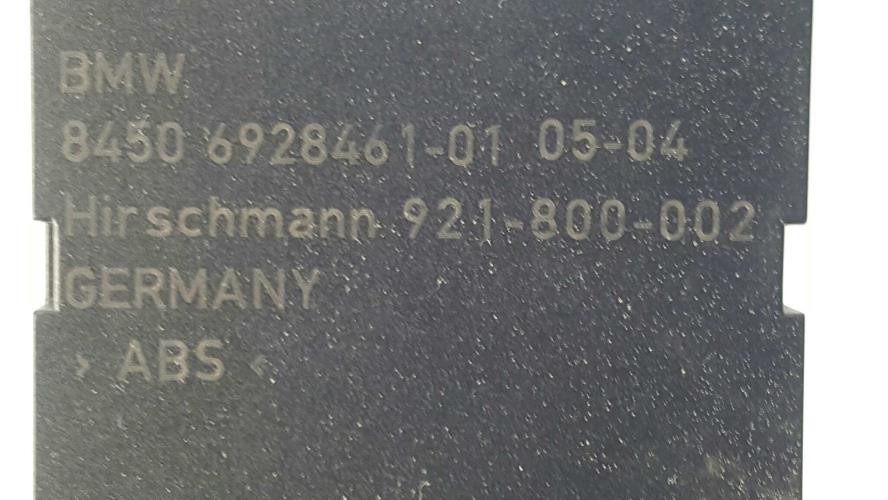 BMW
8450 6928461-01 05-04
Hirschmann 921-800-002
GERMANY
> ABS <